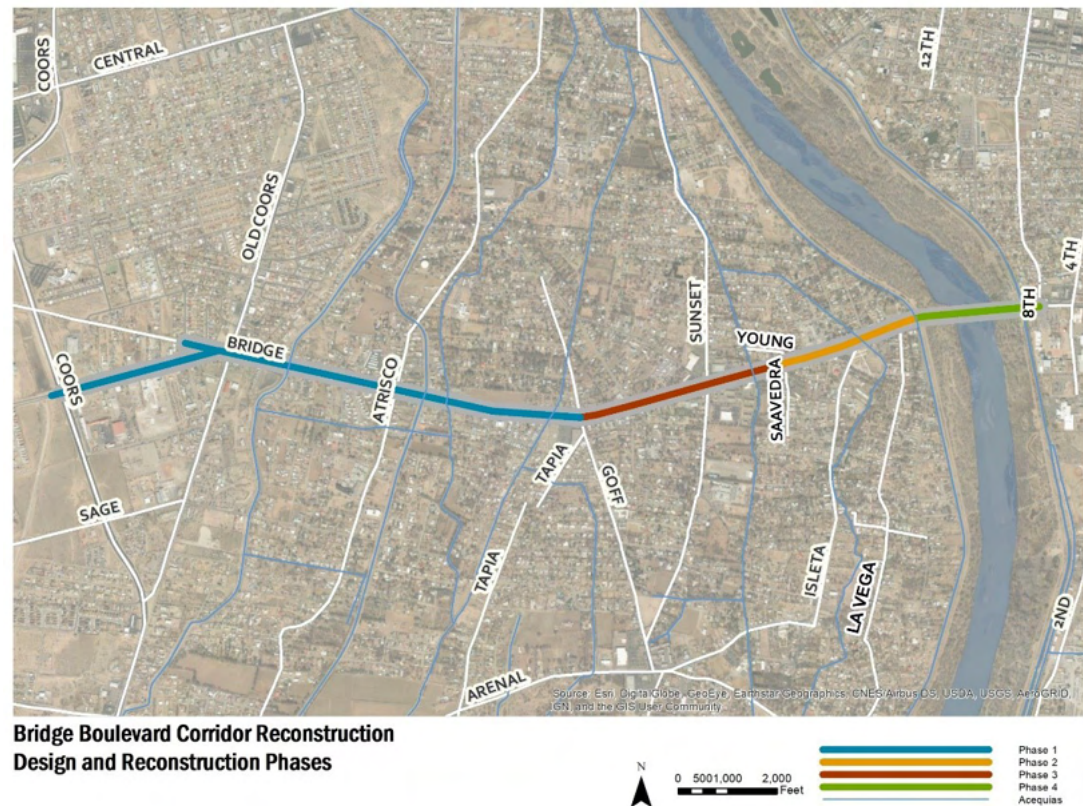 COORS
CENTRAL
12TH
OLD COORS
4TH
8TH
SUNSET
YOUNG
BRIDGE
COORS
ATRISCO
SAAVEDRA
TAPIA
GOFF
SAGE
TAPIA
ISLETA
LA VEGA
2ND
ARENAL
Source: Esri, DigitalGlobe, GeoEye, Earthstar Geographics, CNES/Airbus DS, USDA, USGS, AeroGRID,
IGN, and the GIS User Community
Bridge Boulevard Corridor Reconstruction
Design and Reconstruction Phases
N
0 500 1,000 2,000
Feet
Phase 1
Phase 2
Phase 3
Phase 4
Acequias